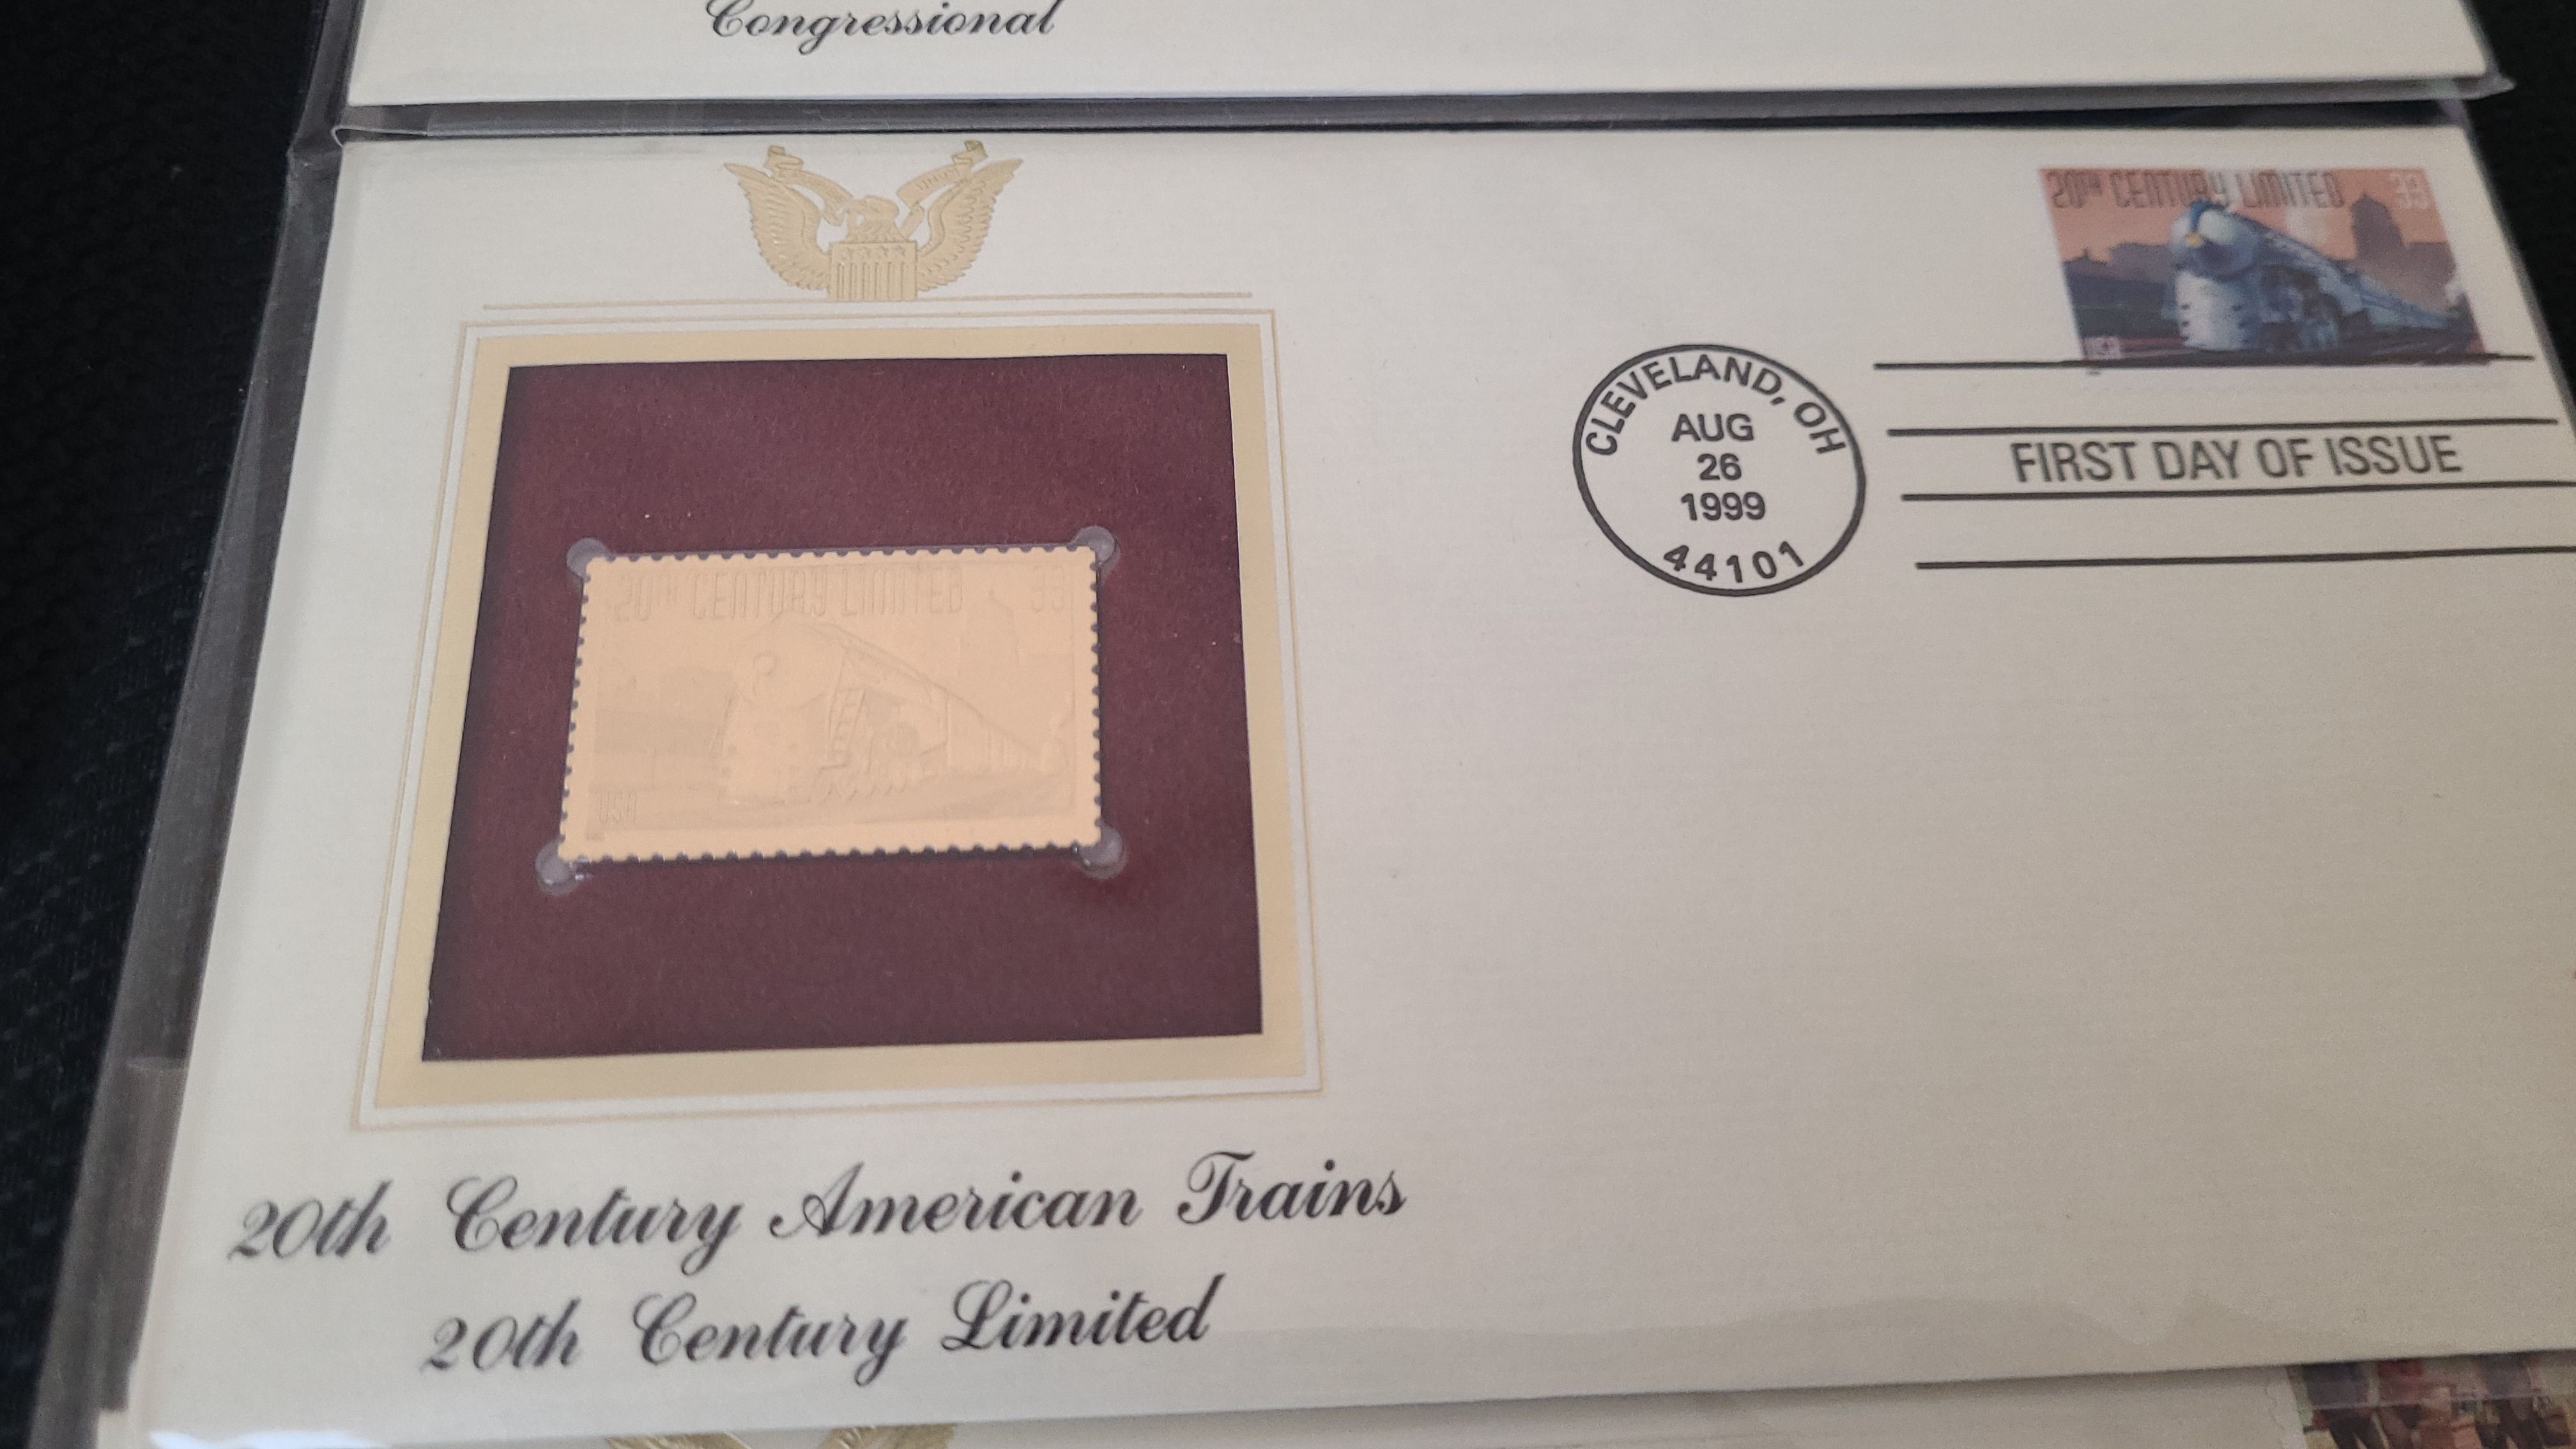 Congressional
20TH CENTURY LIMITED 33
CLEVELAND, OH
AUG
26
1999
44101
FIRST DAY OF ISSUE
20TH CENTURY LIMITED 33
USA
20th Century American Trains
20th Century Limited